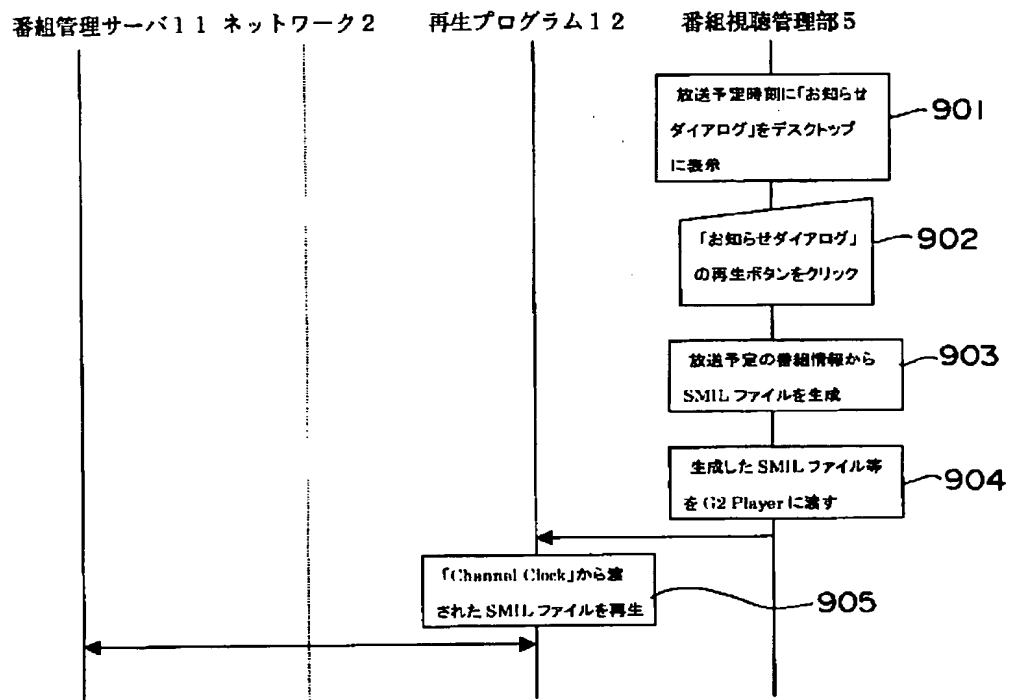 番組管理サーバ11 ネットワーク2 再生プログラム12 番組視聴管理部5
放送予定時刻に「お知らせ
ダイアログ」をデスクトップ
に表示
901
「お知らせダイアログ」
の再生ボタンをクリック
902
放送予定の番組情報から
SMILファイルを生成
903
生成したSMILファイル等
をG2 Playerに渡す
904
「Channel Clock」から渡
されたSMILファイルを再生
905